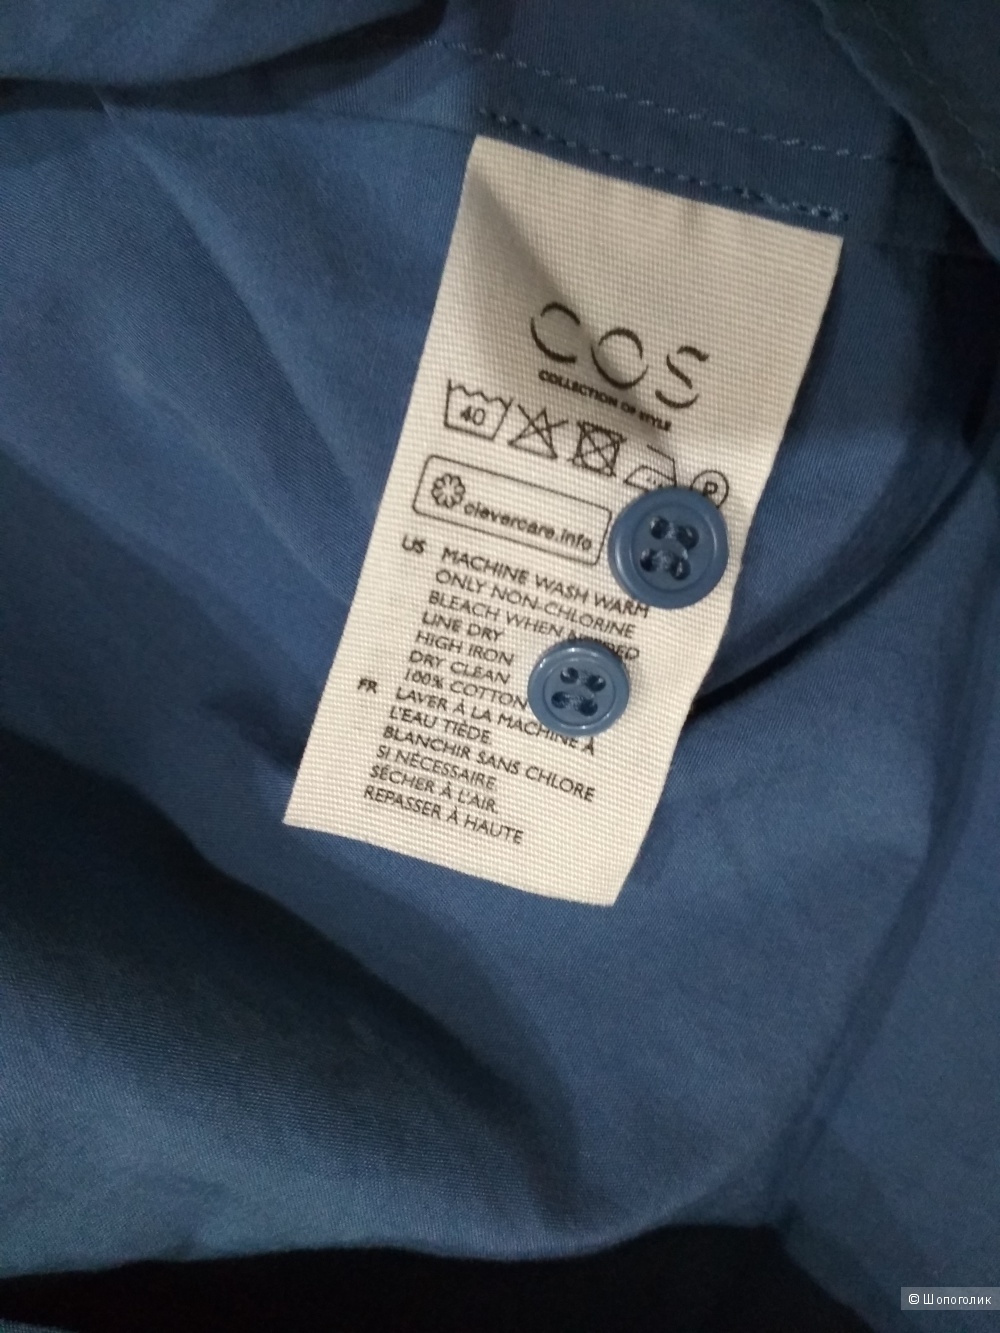 COS
COLLECTION OF STYLE
40
P
clevercare.info
US MACHINE WASH WARM
ONLY NON-CHLORINE
BLEACH WHEN NEEDED
LINE DRY
HIGH IRON
DRY CLEAN
100% COTTON
FR LAVER À LA MACHINE À
L'EAU TIÈDE
BLANCHIR SANS CHLORE
SI NÉCESSAIRE
SÉCHER À L'AIR
REPASSER À HAUTE
© Шопоголик